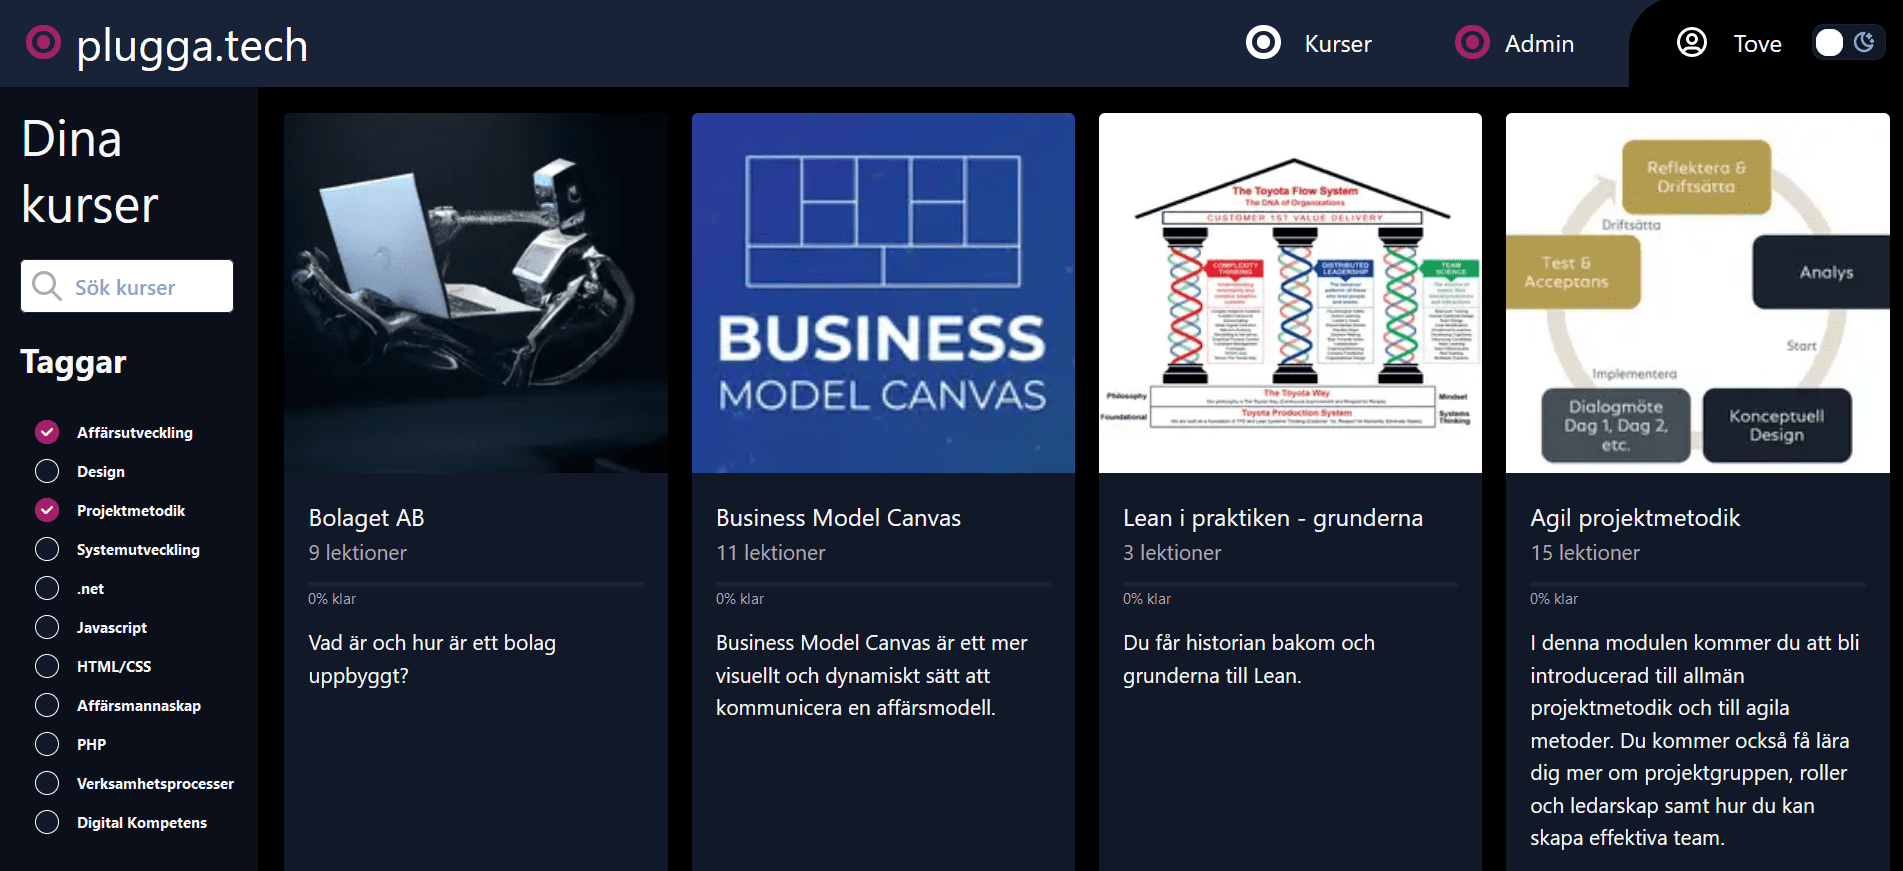 plugga.tech
Kurser
Admin
Tove
Dina
kurser
Sök kurser
Taggar
Affärsutveckling
Design
Projektmetodik
Systemutveckling
.net
Javascript
HTML/CSS
Affärsmannaskap
PHP
Verksamhetsprocesser
Digital Kompetens
Bolaget AB
9 lektioner
0% klar
Vad är och hur är ett bolag
uppbyggt?
BUSINESS
MODEL CANVAS
Business Model Canvas
11 lektioner
0% klar
Business Model Canvas är ett mer
visuellt och dynamiskt sätt att
kommunicera en affärsmodell.
The Toyota Flow System
The DNA of Organizations
CUSTOMER 1ST VALUE DELIVERY
COMPLEXITY
THINKING
DISTRIBUTED
LEADERSHIP
TEAM
SCIENCE
Philosophy
The Toyota Way
Mindset
Foundational
Toyota Production System
Systems
Thinking
Lean i praktiken - grunderna
3 lektioner
0% klar
Du får historian bakom och
grunderna till Lean.
Reflektera &
Driftsätta
Driftsätta
Test &
Acceptans
Analys
Start
Implementera
Dialogmöte
Dag 1, Dag 2,
etc.
Konceptuell
Design
Agil projektmetodik
15 lektioner
0% klar
I denna modulen kommer du att bli
introducerad till allmän
projektmetodik och till agila
metoder. Du kommer också få lära
dig mer om projektgruppen, roller
och ledarskap samt hur du kan
skapa effektiva team.